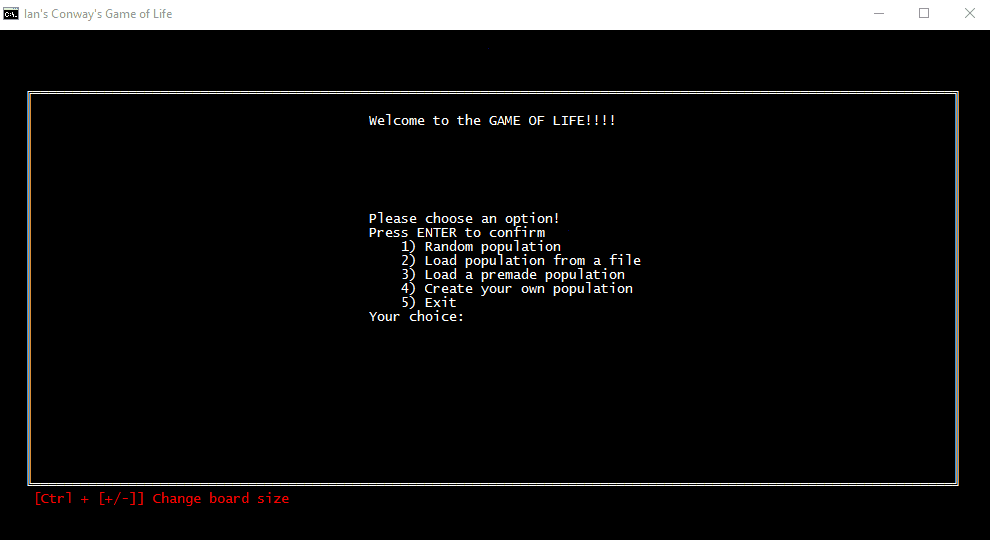 Ian's Conway's Game of Life
Welcome to the GAME OF LIFE!!!!
Please choose an option!
Press ENTER to confirm
1) Random population
2) Load population from a file
3) Load a premade population
4) Create your own population
5) Exit
Your choice:
[Ctrl + [+/-]] Change board size